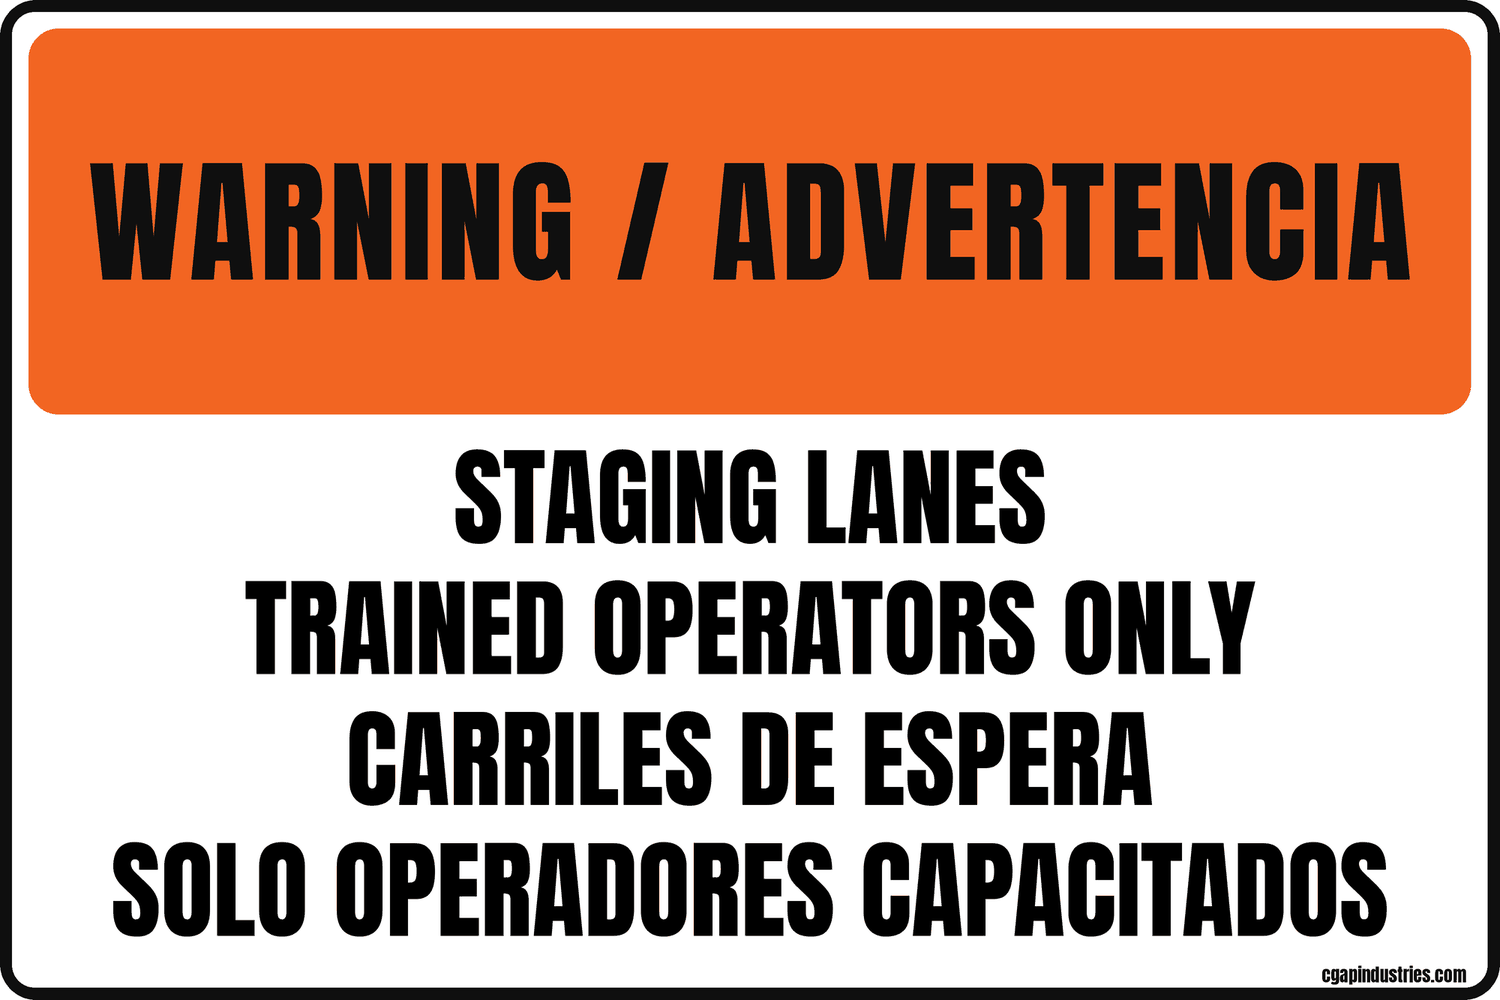 WARNING / ADVERTENCIA
STAGING LANES
TRAINED OPERATORS ONLY
CARRILES DE ESPERA
SOLO OPERADORES CAPACITADOS
cgapindustries.com